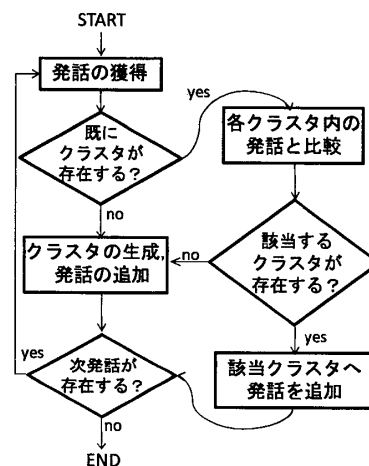 START
発話の獲得
yes
既に
クラスタが
存在する?
各クラスタ内の
発話と比較
no
クラスタの生成,
発話の追加
no
該当する
クラスタが
存在する?
yes
yes
次発話が
存在する?
該当クラスタへ
発話を追加
no
END